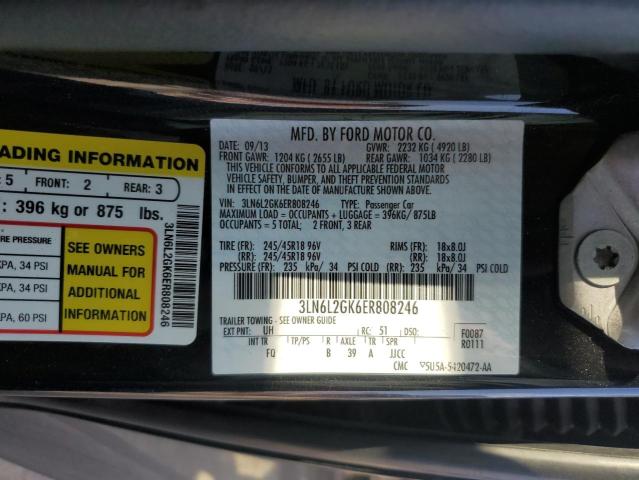 MFD. BY FORD MOTOR CO.
DATE: 09/13 GVWR: 2232 KG ( 4920 LB)
FRONT GAWR: 1204 KG ( 2655 LB) REAR GAWR: 1034 KG ( 2280 LB)
THIS VEHICLE CONFORMS TO ALL APPLICABLE FEDERAL MOTOR
VEHICLE SAFETY, BUMPER, AND THEFT PREVENTION STANDARDS
IN EFFECT ON THE DATE OF MANUFACTURE SHOWN ABOVE.
VIN: 3LN6L2GK6ER808246 TYPE: Passenger Car
MAXIMUM LOAD = OCCUPANTS + LUGGAGE = 396KG/ 875LB
OCCUPANTS = 5 TOTAL; 2 FRONT, 3 REAR
TIRE (FR): 245/45R18 96V RIMS (FR): 18x8.0J
(RR): 245/45R18 96V (RR): 18x8.0J
PRESSURE (FR): 235 kPa/ 34 PSI COLD (RR): 235 kPa/ 34 PSI COLD
3LN6L2GK6ER808246
TRAILER TOWING - SEE OWNER GUIDE
EXT PNT: UH RC: 51 DSO: F0087
INT TR TP/PS R AXLE TR SPR R0111
FQ B 39 A JJCC
CMC 5U5A-5420472-AA
ADING INFORMATION
: 5 FRONT: 2 REAR: 3
: 396 kg or 875 lbs.
E PRESSURE
KPA, 34 PSI
KPA, 34 PSI
KPA, 60 PSI
SEE OWNERS
MANUAL FOR
ADDITIONAL
INFORMATION
3LN6L2GK6ER808246